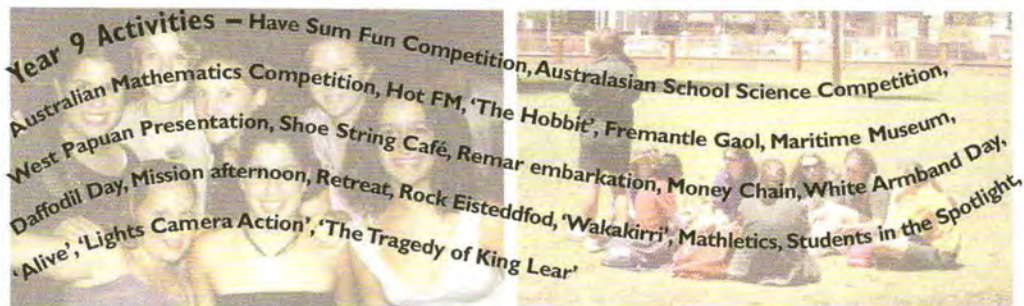 Year 9 Activities – Have Sum Fun Competition, Australasian School Science Competition,
Australian Mathematics Competition, Hot FM, 'The Hobbit', Fremantle Gaol, Maritime Museum,
West Papuan Presentation, Shoe String Café, Remar embarkation, Money Chain, White Armband Day,
Daffodil Day, Mission afternoon, Retreat, Rock Eisteddfod, 'Wakakirri', Mathletics, Students in the Spotlight,
'Alive', 'Lights Camera Action', 'The Tragedy of King Lear'